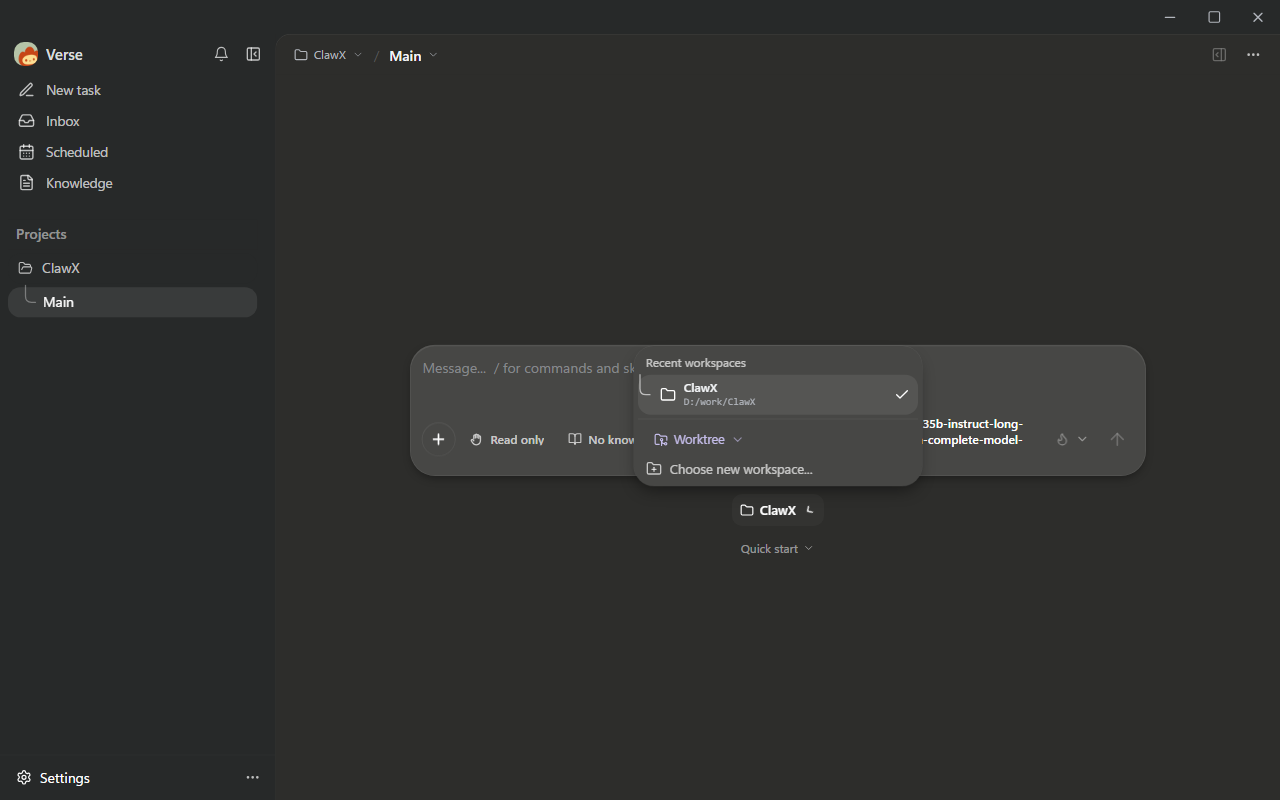 Verse
New task
Inbox
Scheduled
Knowledge
Projects
ClawX
Main
Settings
ClawX / Main
Message... / for commands and sk
Read only
No know
35b-instruct-long-
-complete-model-
Recent workspaces
ClawX
D:/work/ClawX
Worktree
Choose new workspace...
ClawX
Quick start